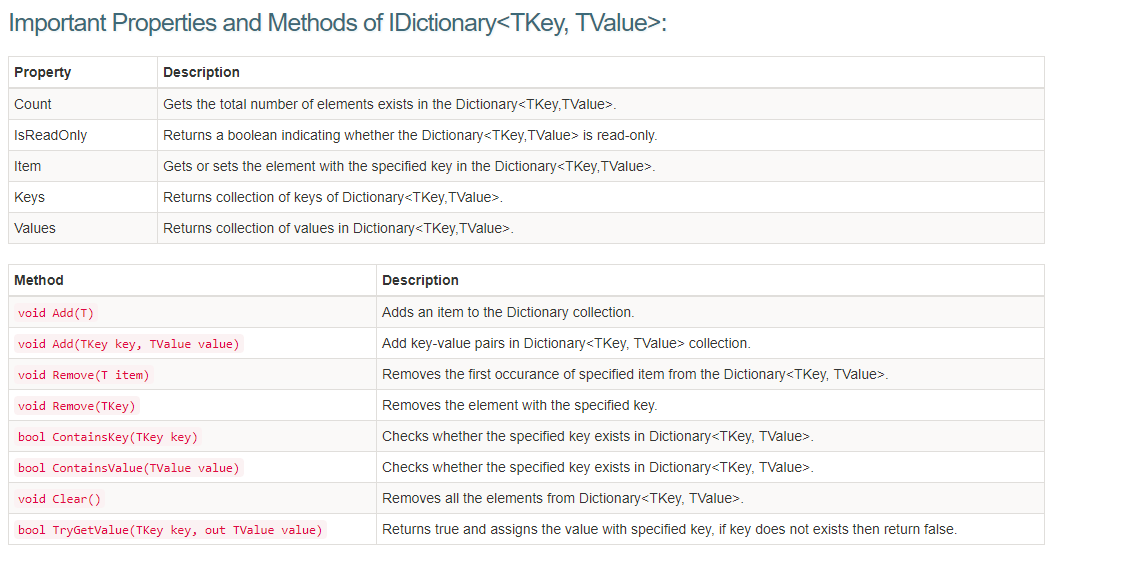 Important Properties and Methods of IDictionary<TKey, TValue>:
Property Description
Count Gets the total number of elements exists in the Dictionary<TKey,TValue>.
IsReadOnly Returns a boolean indicating whether the Dictionary<TKey,TValue> is read-only.
Item Gets or sets the element with the specified key in the Dictionary<TKey,TValue>.
Keys Returns collection of keys of Dictionary<TKey,TValue>.
Values Returns collection of values in Dictionary<TKey,TValue>.
Method Description
void Add(T) Adds an item to the Dictionary collection.
void Add(TKey key, TValue value) Add key-value pairs in Dictionary<TKey, TValue> collection.
void Remove(T item) Removes the first occurance of specified item from the Dictionary<TKey, TValue>.
void Remove(TKey) Removes the element with the specified key.
bool ContainsKey(TKey key) Checks whether the specified key exists in Dictionary<TKey, TValue>.
bool ContainsValue(TValue value) Checks whether the specified key exists in Dictionary<TKey, TValue>.
void Clear() Removes all the elements from Dictionary<TKey, TValue>.
bool TryGetValue(TKey key, out TValue value) Returns true and assigns the value with specified key, if key does not exists then return false.